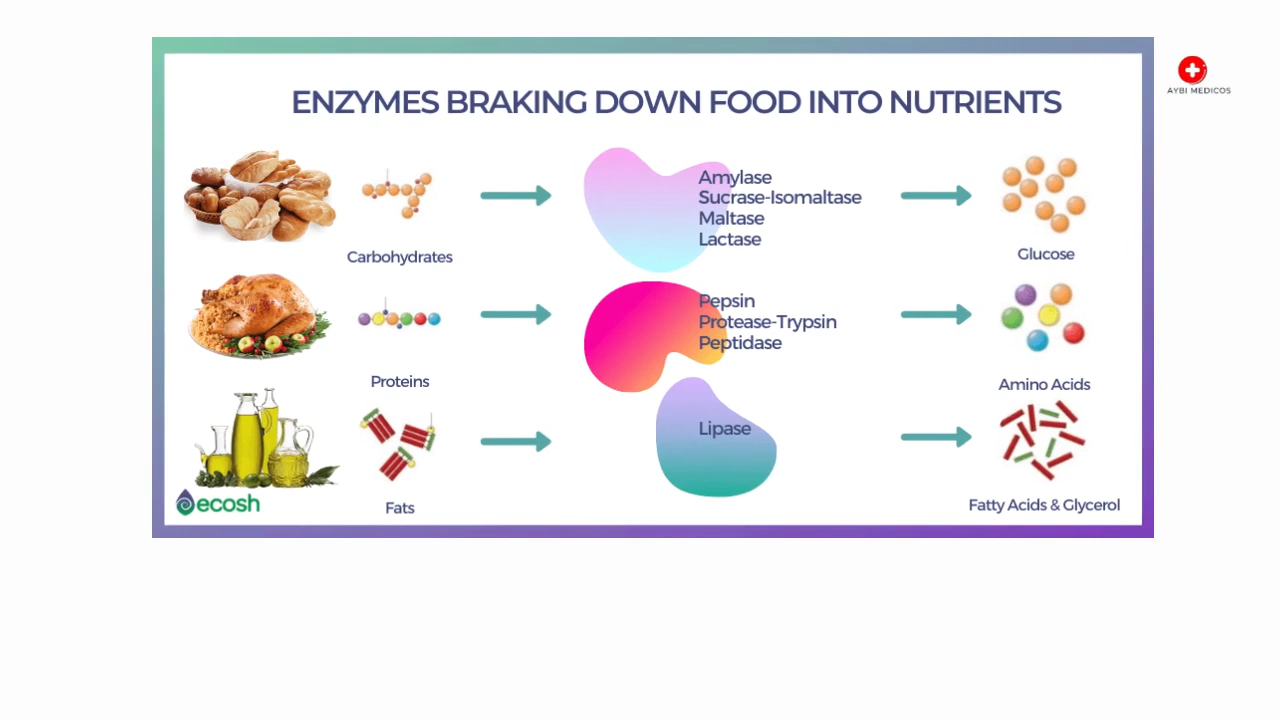 ENZYMES BRAKING DOWN FOOD INTO NUTRIENTS
AYBI MEDICOS
Amylase
Sucrase-Isomaltase
Maltase
Lactase
Carbohydrates
Glucose
Pepsin
Protease-Trypsin
Peptidase
Proteins
Amino Acids
Lipase
ecosh
Fats
Fatty Acids & Glycerol